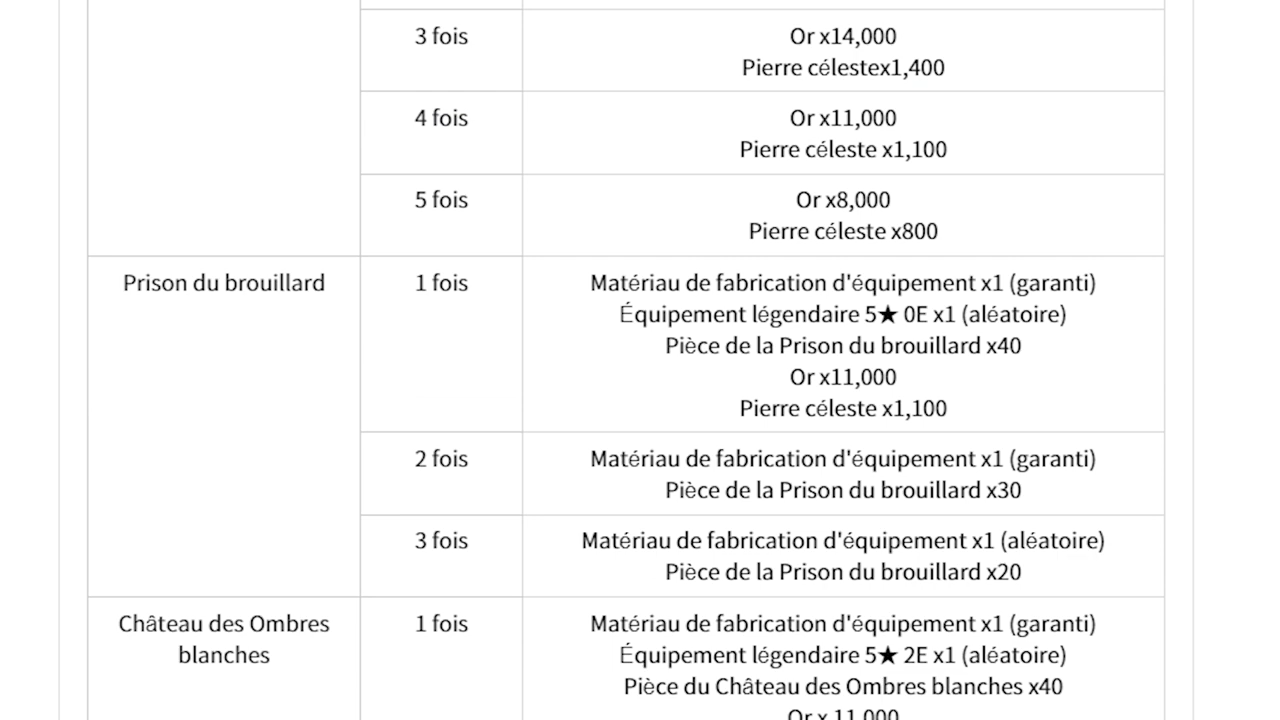 3 fois
Or x14,000
Pierre célestex1,400
4 fois
Or x11,000
Pierre céleste x1,100
5 fois
Or x8,000
Pierre céleste x800
Prison du brouillard
1 fois
Matériau de fabrication d'équipement x1 (garanti)
Équipement légendaire 5★ 0E x1 (aléatoire)
Pièce de la Prison du brouillard x40
Or x11,000
Pierre céleste x1,100
2 fois
Matériau de fabrication d'équipement x1 (garanti)
Pièce de la Prison du brouillard x30
3 fois
Matériau de fabrication d'équipement x1 (aléatoire)
Pièce de la Prison du brouillard x20
Château des Ombres
blanches
1 fois
Matériau de fabrication d'équipement x1 (garanti)
Équipement légendaire 5★ 2E x1 (aléatoire)
Pièce du Château des Ombres blanches x40
Or x 11,000